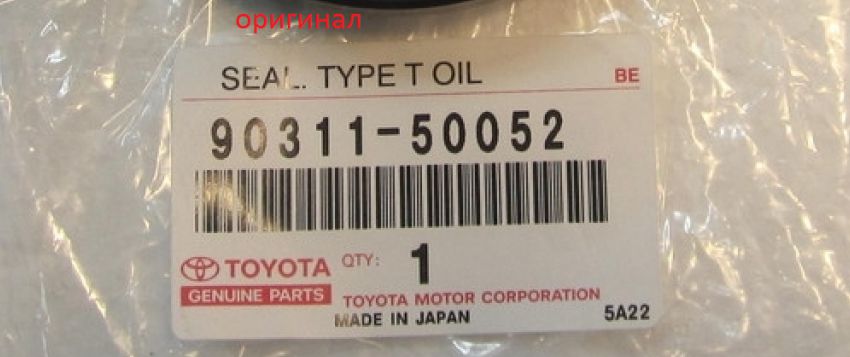 оригинал
SEAL. TYPE T OIL BE
90311-50052
TOYOTA QTY: 1
GENUINE PARTS TOYOTA MOTOR CORPORATION
MADE IN JAPAN 5A22